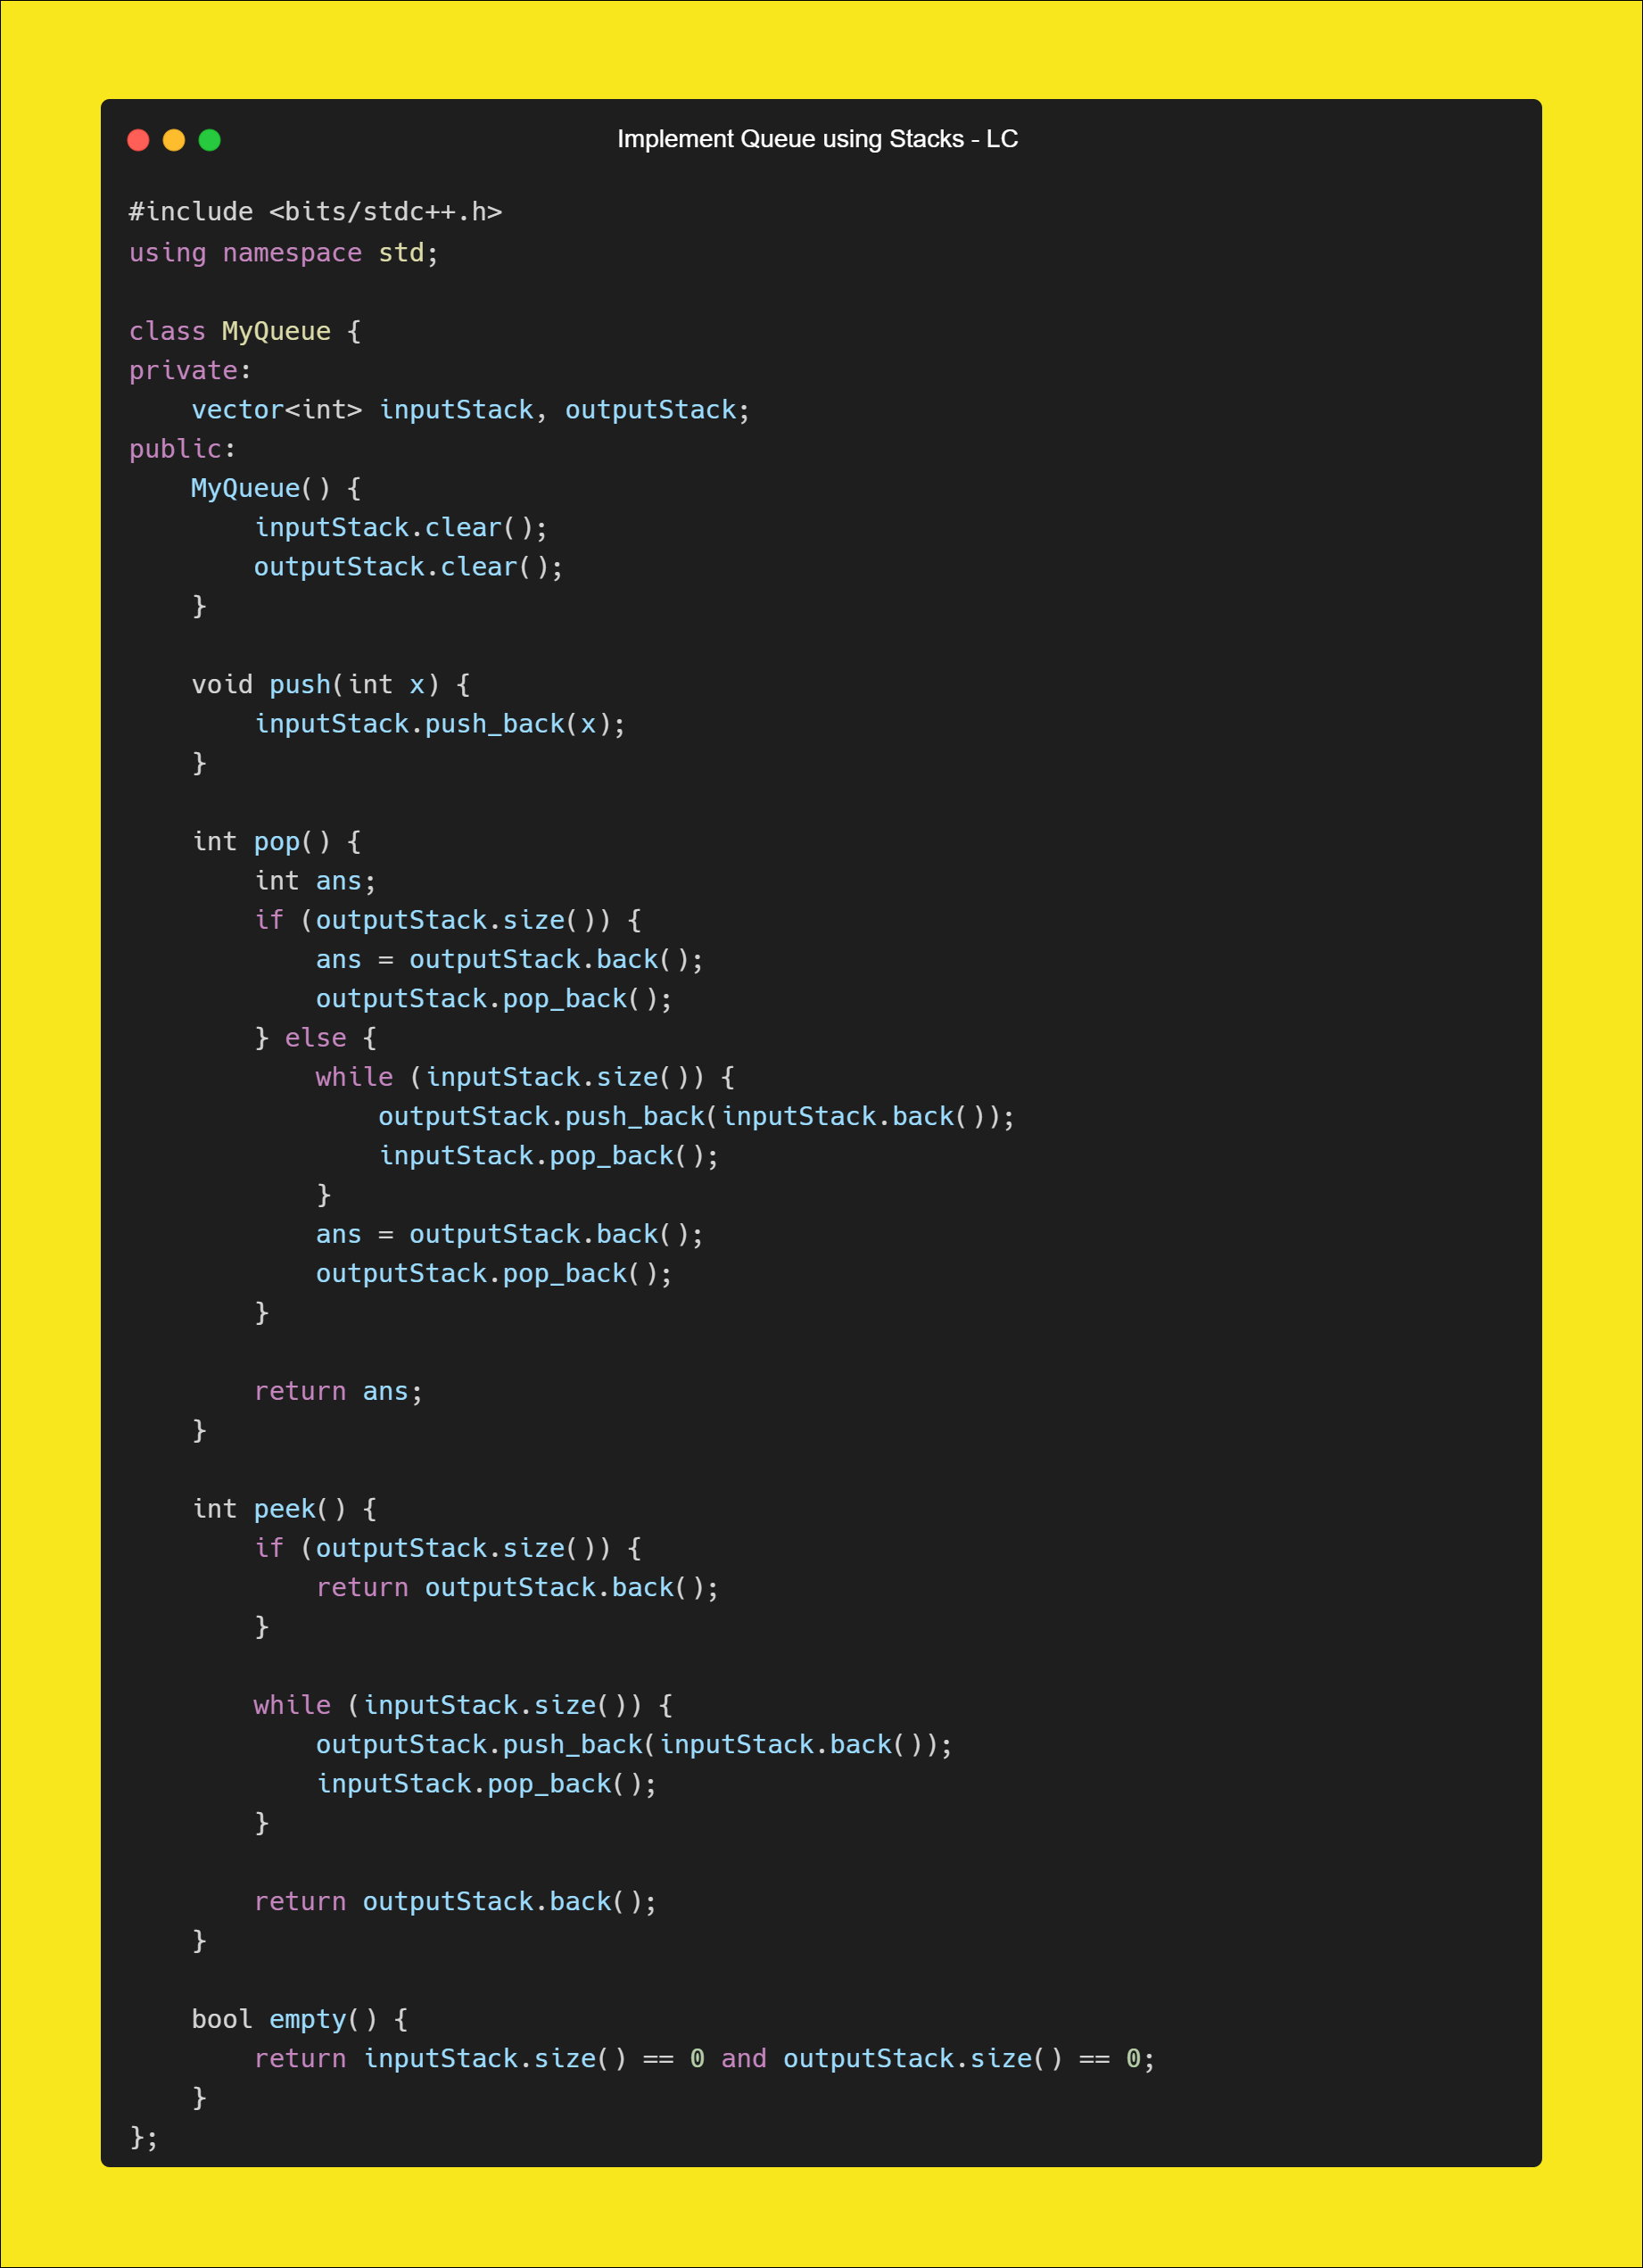 Implement Queue using Stacks - LC
#include <bits/stdc++.h>
using namespace std;

class MyQueue {
private:
    vector<int> inputStack, outputStack;
public:
    MyQueue() {
        inputStack.clear();
        outputStack.clear();
    }

    void push(int x) {
        inputStack.push_back(x);
    }

    int pop() {
        int ans;
        if (outputStack.size()) {
            ans = outputStack.back();
            outputStack.pop_back();
        } else {
            while (inputStack.size()) {
                outputStack.push_back(inputStack.back());
                inputStack.pop_back();
            }
            ans = outputStack.back();
            outputStack.pop_back();
        }

        return ans;
    }

    int peek() {
        if (outputStack.size()) {
            return outputStack.back();
        }

        while (inputStack.size()) {
            outputStack.push_back(inputStack.back());
            inputStack.pop_back();
        }

        return outputStack.back();
    }

    bool empty() {
        return inputStack.size() == 0 and outputStack.size() == 0;
    }
};